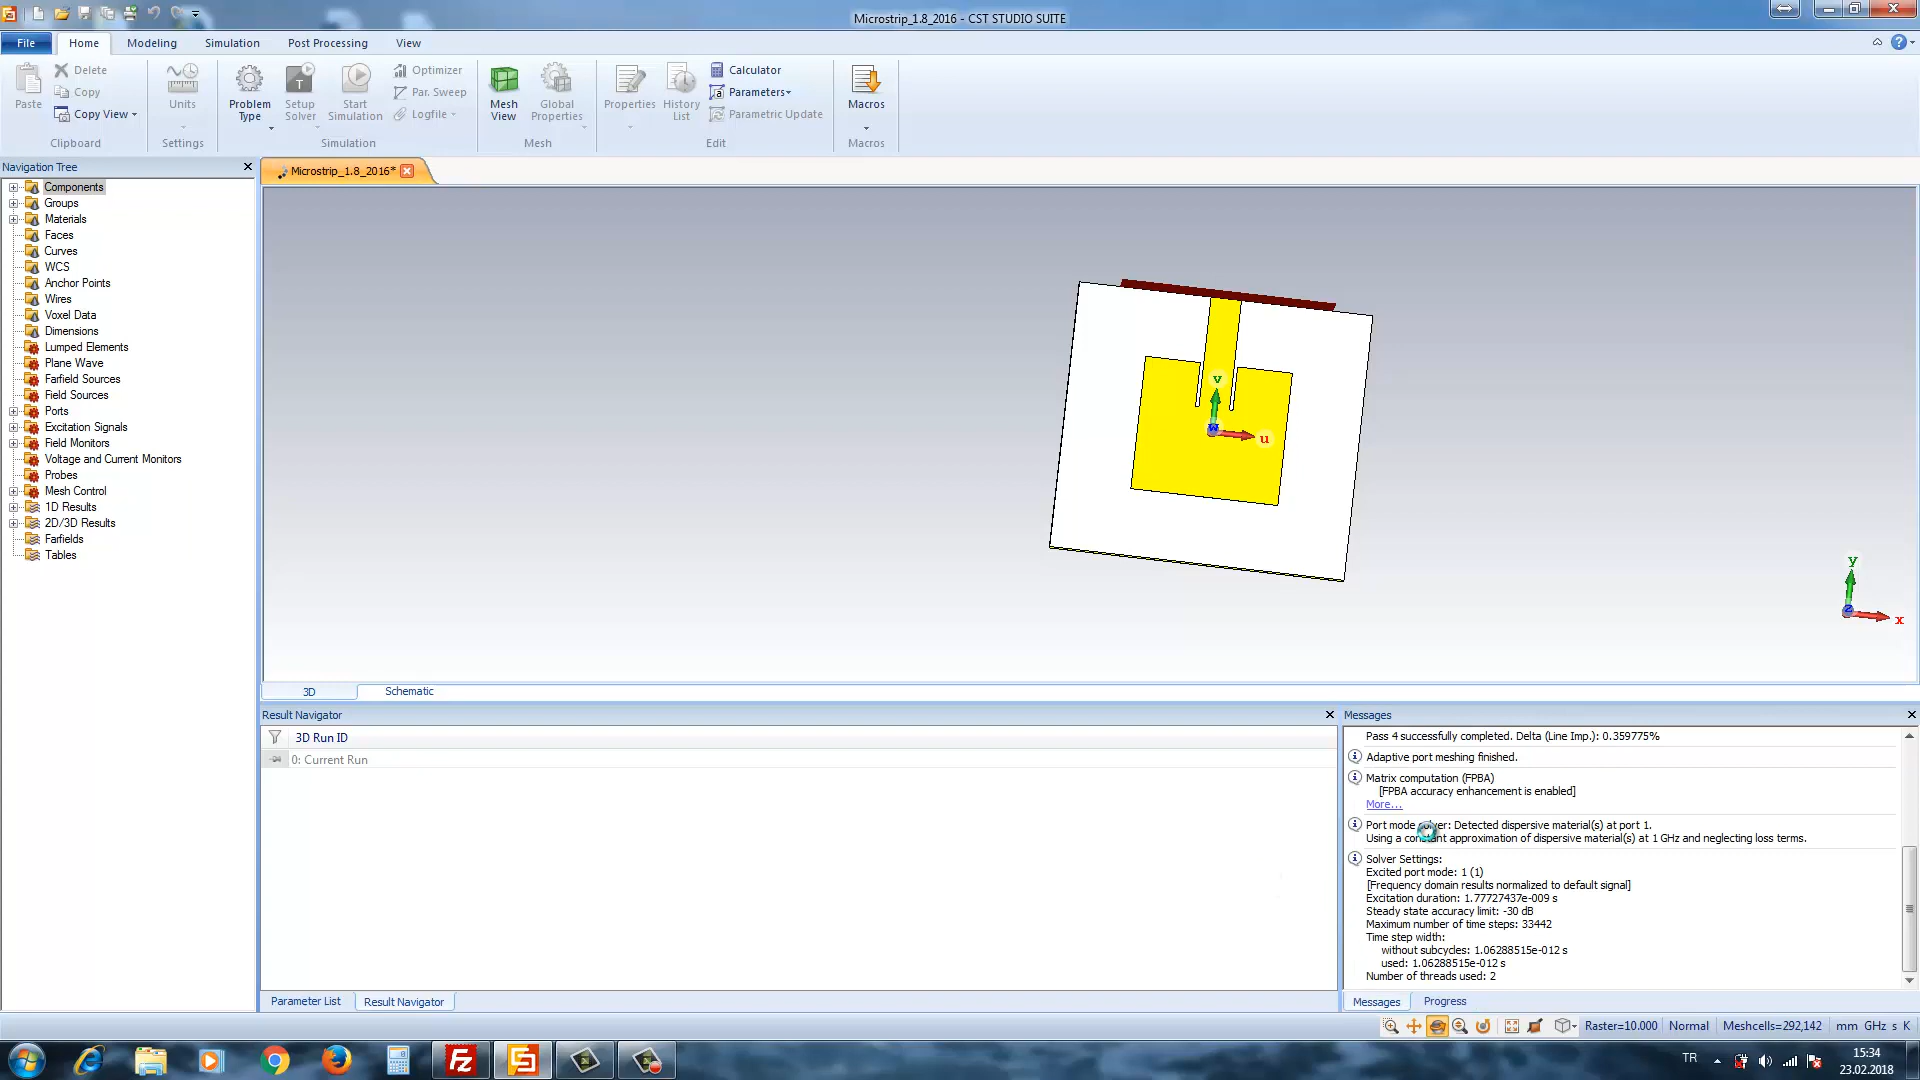 Microstrip_1.8_2016 - CST STUDIO SUITE
File Home Modeling Simulation Post Processing View
Paste Delete Copy Copy View Clipboard
Units Settings
Problem Type Setup Solver Start Simulation Optimizer Par. Sweep Logfile Simulation
Mesh View Global Properties Mesh
Properties History List Calculator Parameters Parametric Update Edit
Macros Macros
Navigation Tree
Components
Groups
Materials
Faces
Curves
WCS
Anchor Points
Wires
Voxel Data
Dimensions
Lumped Elements
Plane Wave
Farfield Sources
Field Sources
Ports
Excitation Signals
Field Monitors
Voltage and Current Monitors
Probes
Mesh Control
1D Results
2D/3D Results
Farfields
Tables
Microstrip_1.8_2016*
v
w
u
y
z
x
3D Schematic
Result Navigator
3D Run ID
0: Current Run
Parameter List Result Navigator
Messages
Pass 4 successfully completed. Delta (Line Imp.): 0.359775%
Adaptive port meshing finished.
Matrix computation (FPBA)
[FPBA accuracy enhancement is enabled]
More...
Port mode Detected dispersive material(s) at port 1.
Using a approximation of dispersive material(s) at 1 GHz and neglecting loss terms.
Solver Settings:
Excited port mode: 1 (1)
[Frequency domain results normalized to default signal]
Excitation duration: 1.77727437e-009 s
Steady state accuracy limit: -30 dB
Maximum number of time steps: 33442
Time step width:
without subcycles: 1.06288515e-012 s
used: 1.06288515e-012 s
Number of threads used: 2
Messages Progress
Raster=10.000 Normal Meshcells=292,142 mm GHz s K
TR
15:34
23.02.2018